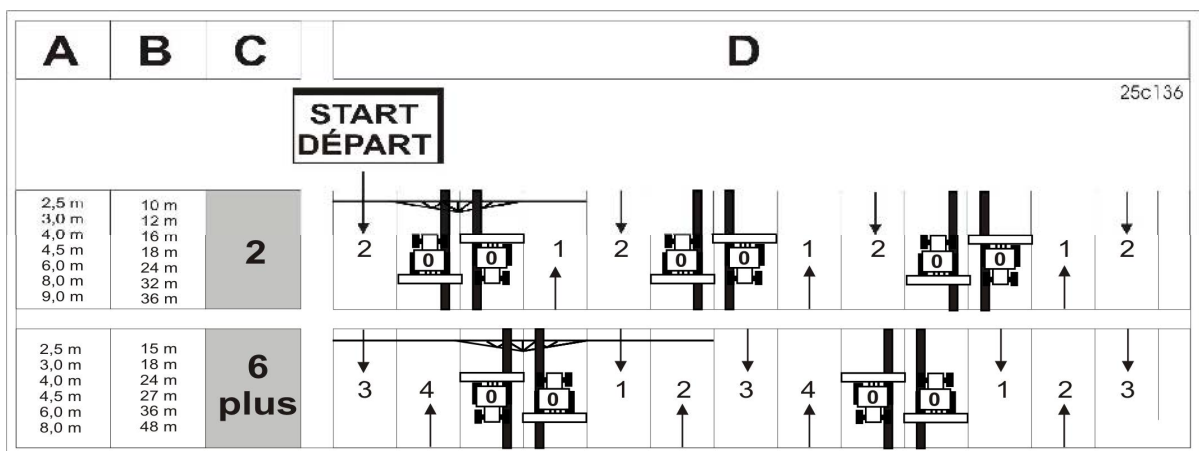 A B C D
25c136
START
DÉPART
2,5 m 10 m
3,0 m 12 m
4,0 m 16 m
4,5 m 18 m
6,0 m 24 m
8,0 m 32 m
9,0 m 36 m
2
2 0 0 1 2 0 0 1 2 0 0 1 2
2,5 m 15 m
3,0 m 18 m
4,0 m 24 m
4,5 m 27 m
6,0 m 36 m
8,0 m 48 m
6
plus
3 4 0 0 1 2 3 4 0 0 1 2 3